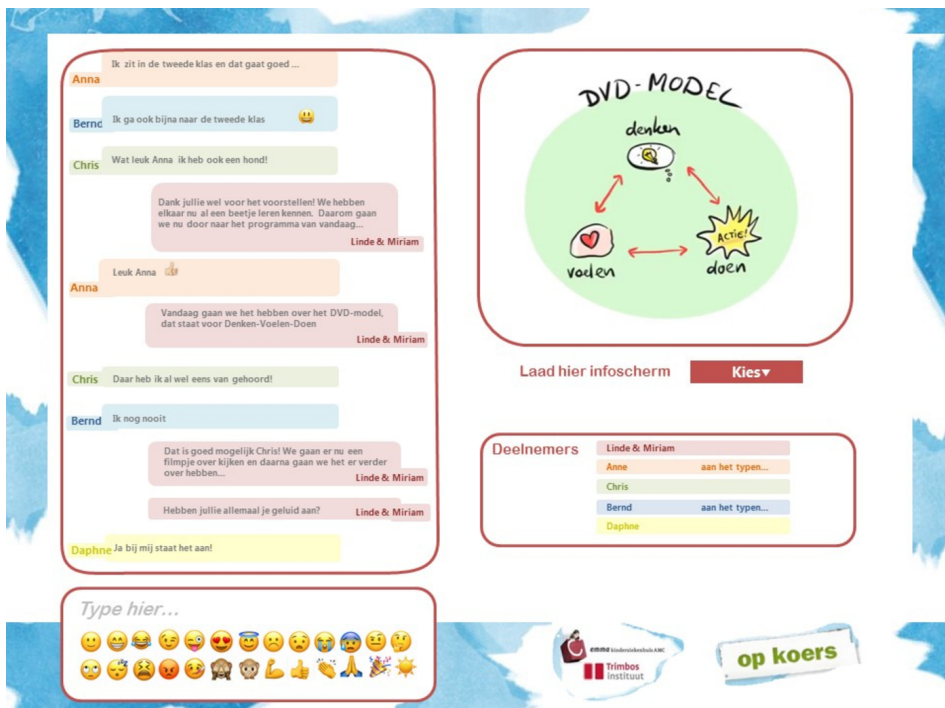 Ik zit in de tweede klas en dat gaat goed ...
Anna
Bernd
Ik ga ook bijna naar de tweede klas
Chris
Wat leuk Anna ik heb ook een hond!
Dank jullie wel voor het voorstellen! We hebben
elkaar nu al een beetje leren kennen. Daarom gaan
we nu door naar het programma van vandaag...
Linde & Miriam
Leuk Anna
Anna
Vandaag gaan we het hebben over het DVD-model,
dat staat voor Denken-Voelen-Doen
Linde & Miriam
Chris
Daar heb ik al wel eens van gehoord!
Bernd
Ik nog nooit
Dat is goed mogelijk Chris! We gaan er nu een
filmpje over kijken en daarna gaan we het er verder
over hebben...
Linde & Miriam
Hebben jullie allemaal je geluid aan?
Linde & Miriam
Daphne
Ja bij mij staat het aan!
Type hier...
DVD-MODEL
denken
ACTIE!
voelen
doen
Laad hier infoscherm
Kies▾
Deelnemers
Linde & Miriam
Anne aan het typen...
Chris
Bernd aan het typen...
Daphne
emma kinderziekenhuis AMC
Trimbos
instituut
op koers